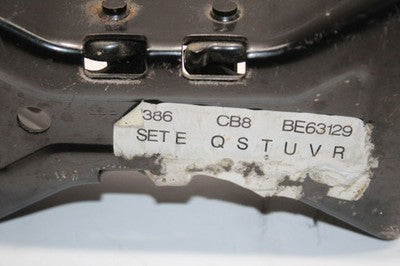 386 CB8 BE63129
SET E Q S T U V R